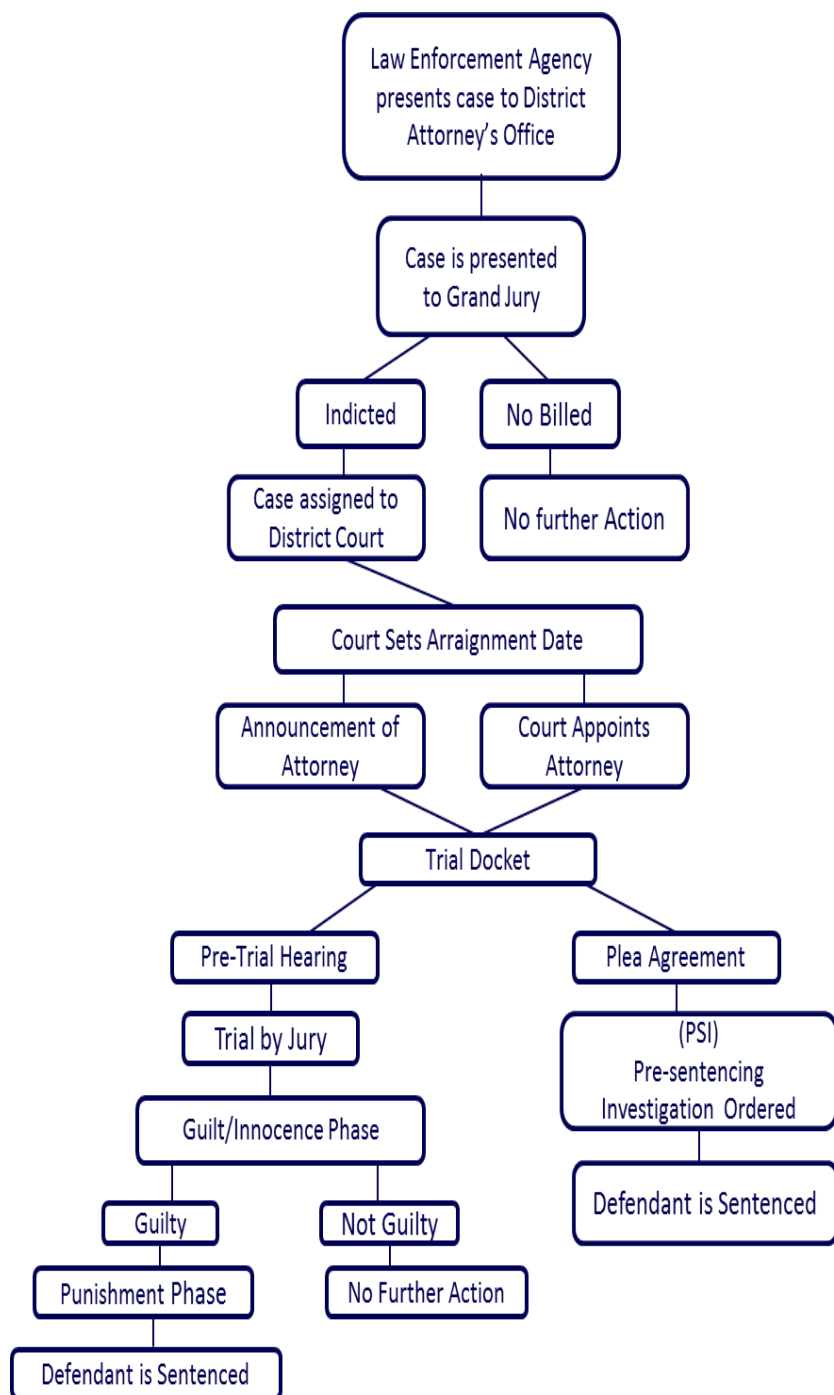 Law Enforcement Agency
presents case to District
Attorney's Office
Case is presented
to Grand Jury
Indicted
No Billed
Case assigned to
District Court
No further Action
Court Sets Arraignment Date
Announcement of
Attorney
Court Appoints
Attorney
Trial Docket
Pre-Trial Hearing
Plea Agreement
Trial by Jury
(PSI)
Pre-sentencing
Investigation Ordered
Guilt/Innocence Phase
Defendant is Sentenced
Guilty
Not Guilty
Punishment Phase
No Further Action
Defendant is Sentenced